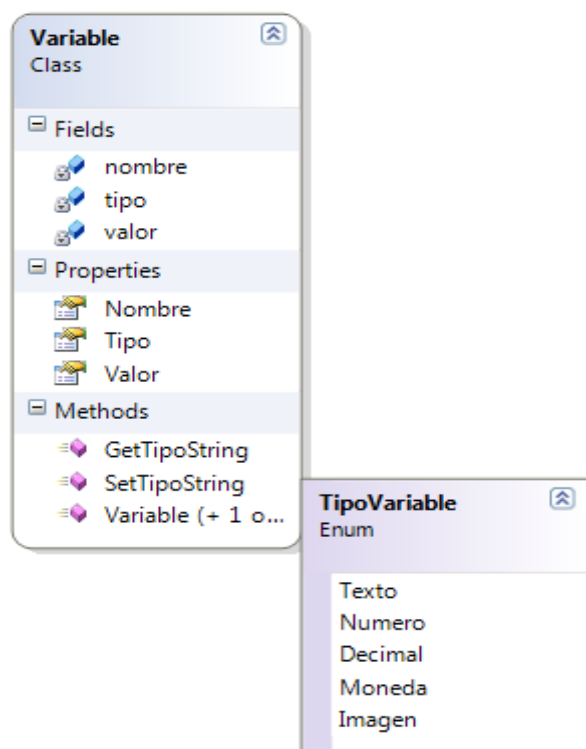 Variable
Class
Fields
nombre
tipo
valor
Properties
Nombre
Tipo
Valor
Methods
GetTipoString
SetTipoString
Variable (+ 1 o...
TipoVariable
Enum
Texto
Numero
Decimal
Moneda
Imagen